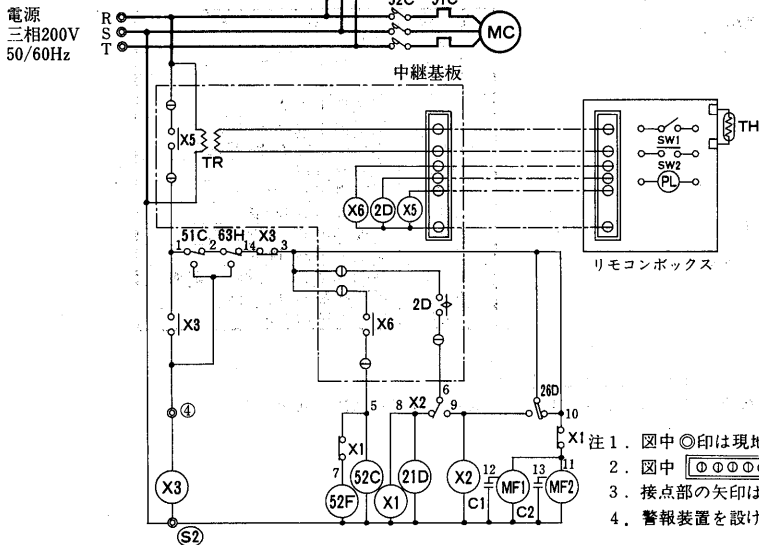 52C 51C
電源
三相200V
50/60Hz
R
S
T
MC
中継基板
X5
TR
X6 2D X5
SW1
SW2
PL
TH
リモコンボックス
51C 63H X3
1 2 14 3
X3
X6
2D
④
6
5
8
X2
9
26D
10
X1
7
X1
12
13
11
X3
52F
52C
X1
21D
X2
C1
MF1
C2
MF2
S2
注1．図中◎印は現地
2．図中
3．接点部の矢印は
4．警報装置を設け